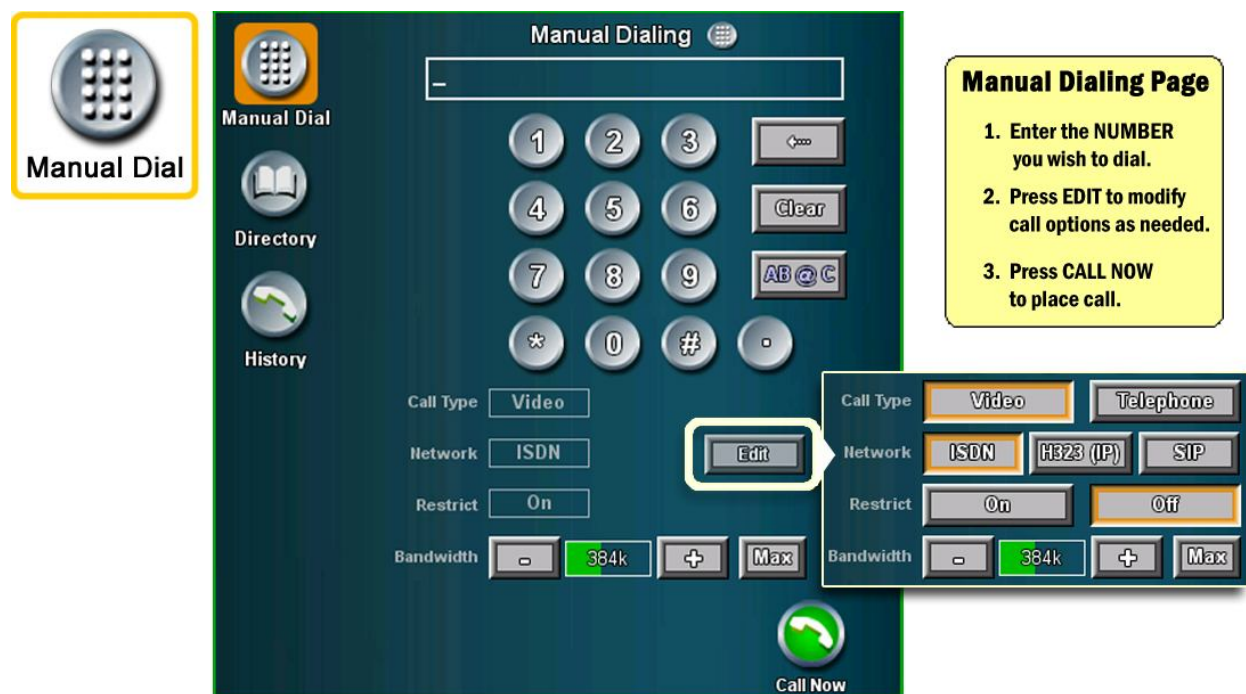 Manual Dial
Manual Dialing
_
Manual Dial
Directory
History
1 2 3
4 5 6 Clear
7 8 9 AB@C
* 0 # .
Call Type Video
Network ISDN Edit
Restrict On
Bandwidth - 384k + Max
Call Now
Manual Dialing Page
1. Enter the NUMBER
you wish to dial.
2. Press EDIT to modify
call options as needed.
3. Press CALL NOW
to place call.
Call Type Video Telephone
Network ISDN H323 (IP) SIP
Restrict On Off
Bandwidth - 384k + Max